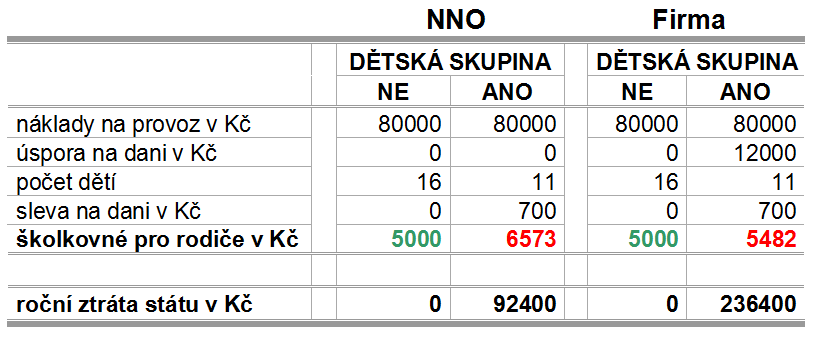 NNO Firma
DĚTSKÁ SKUPINA DĚTSKÁ SKUPINA
NE ANO NE ANO
náklady na provoz v Kč 80000 80000 80000 80000
úspora na dani v Kč 0 0 0 12000
počet dětí 16 11 16 11
sleva na dani v Kč 0 700 0 700
školkovné pro rodiče v Kč 5000 6573 5000 5482
roční ztráta státu v Kč 0 92400 0 236400